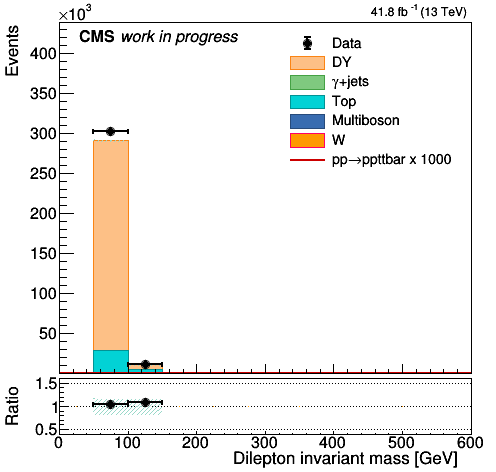 ×10³
41.8 fb⁻¹ (13 TeV)
CMS work in progress
Events
400
350
300
250
200
150
100
50
Data
DY
γ+jets
Top
Multiboson
W
pp→ppttbar x 1000
Ratio
1.5
1
0.5
0 100 200 300 400 500 600
Dilepton invariant mass [GeV]